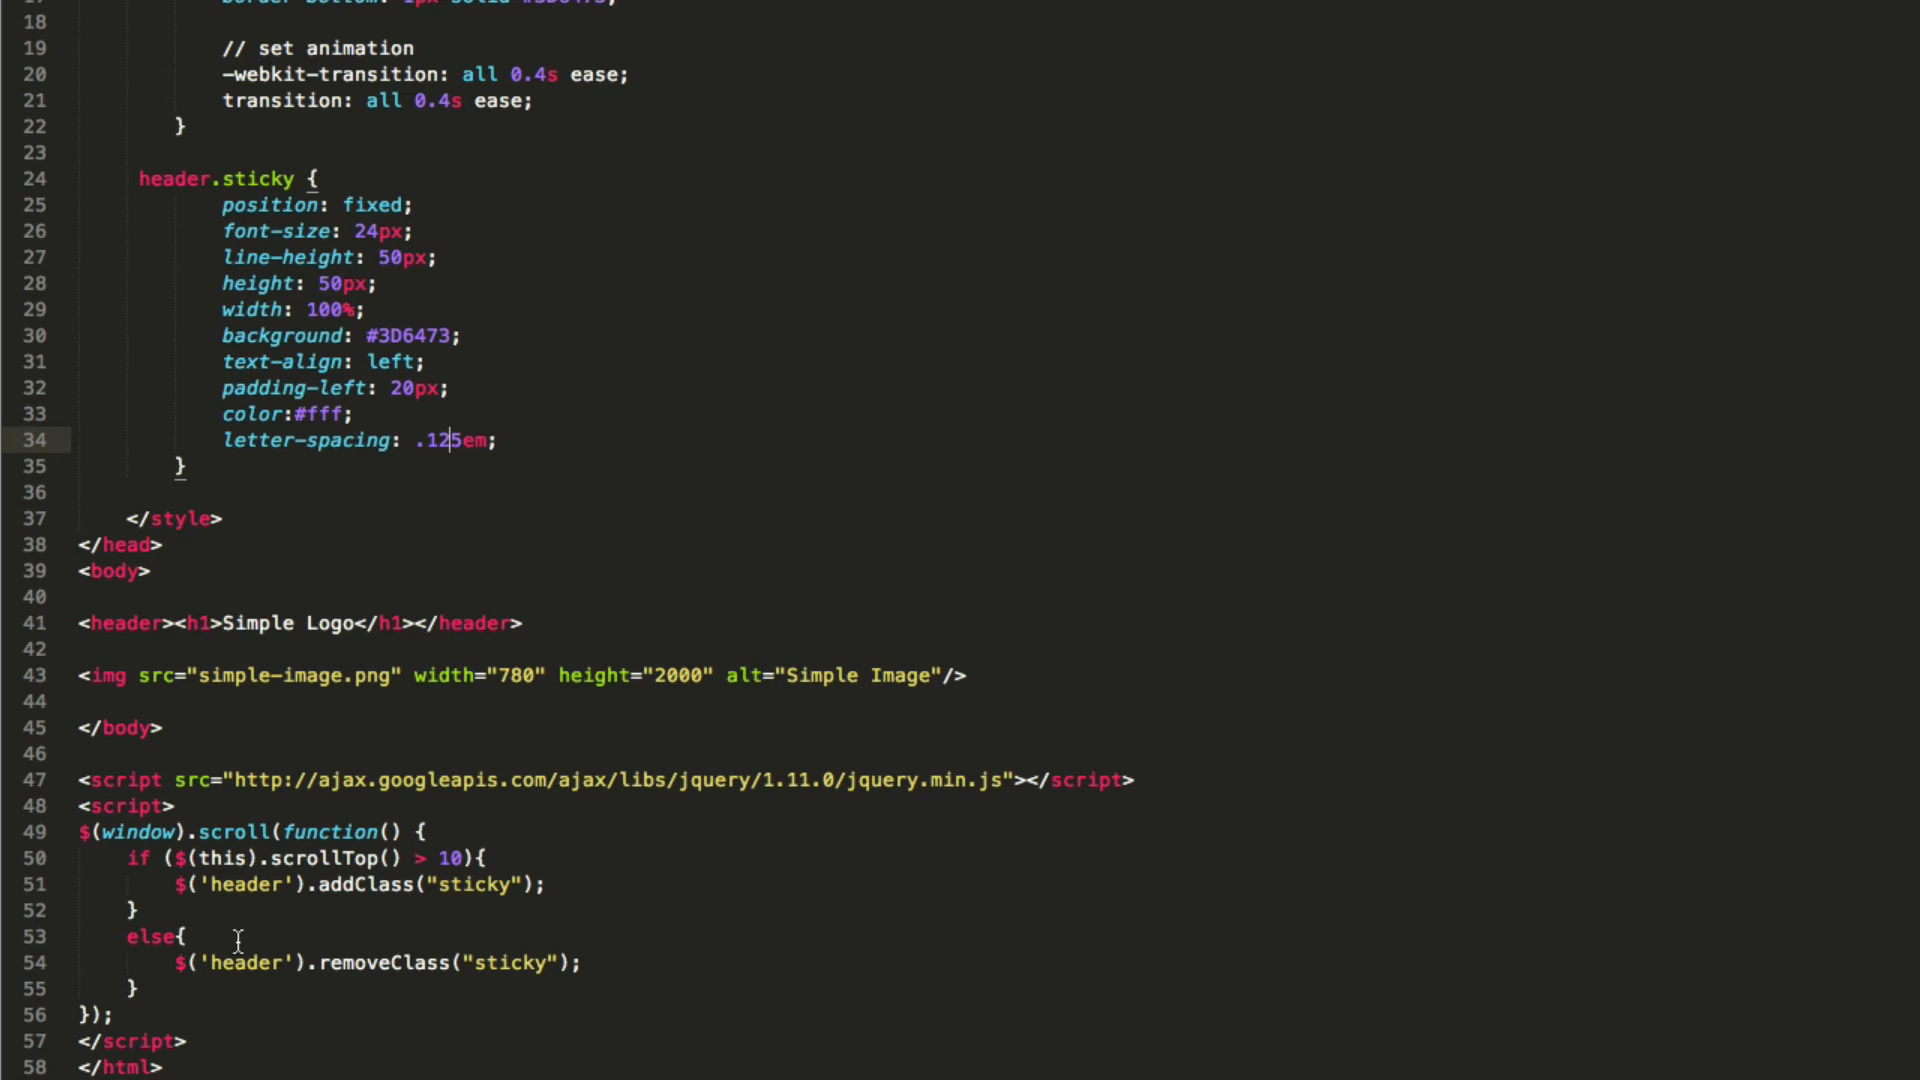 18
19 // set animation
20 -webkit-transition: all 0.4s ease;
21 transition: all 0.4s ease;
22 }
23
24 header.sticky {
25 position: fixed;
26 font-size: 24px;
27 line-height: 50px;
28 height: 50px;
29 width: 100%;
30 background: #3D6473;
31 text-align: left;
32 padding-left: 20px;
33 color:#fff;
34 letter-spacing: .125em;
35 }
36
37 </style>
38 </head>
39 <body>
40
41 <header><h1>Simple Logo</h1></header>
42
43 <img src="simple-image.png" width="780" height="2000" alt="Simple Image"/>
44
45 </body>
46
47 <script src="http://ajax.googleapis.com/ajax/libs/jquery/1.11.0/jquery.min.js"></script>
48 <script>
49 $(window).scroll(function() {
50 if ($(this).scrollTop() > 10){
51 $('header').addClass("sticky");
52 }
53 else{
54 $('header').removeClass("sticky");
55 }
56 });
57 </script>
58 </html>